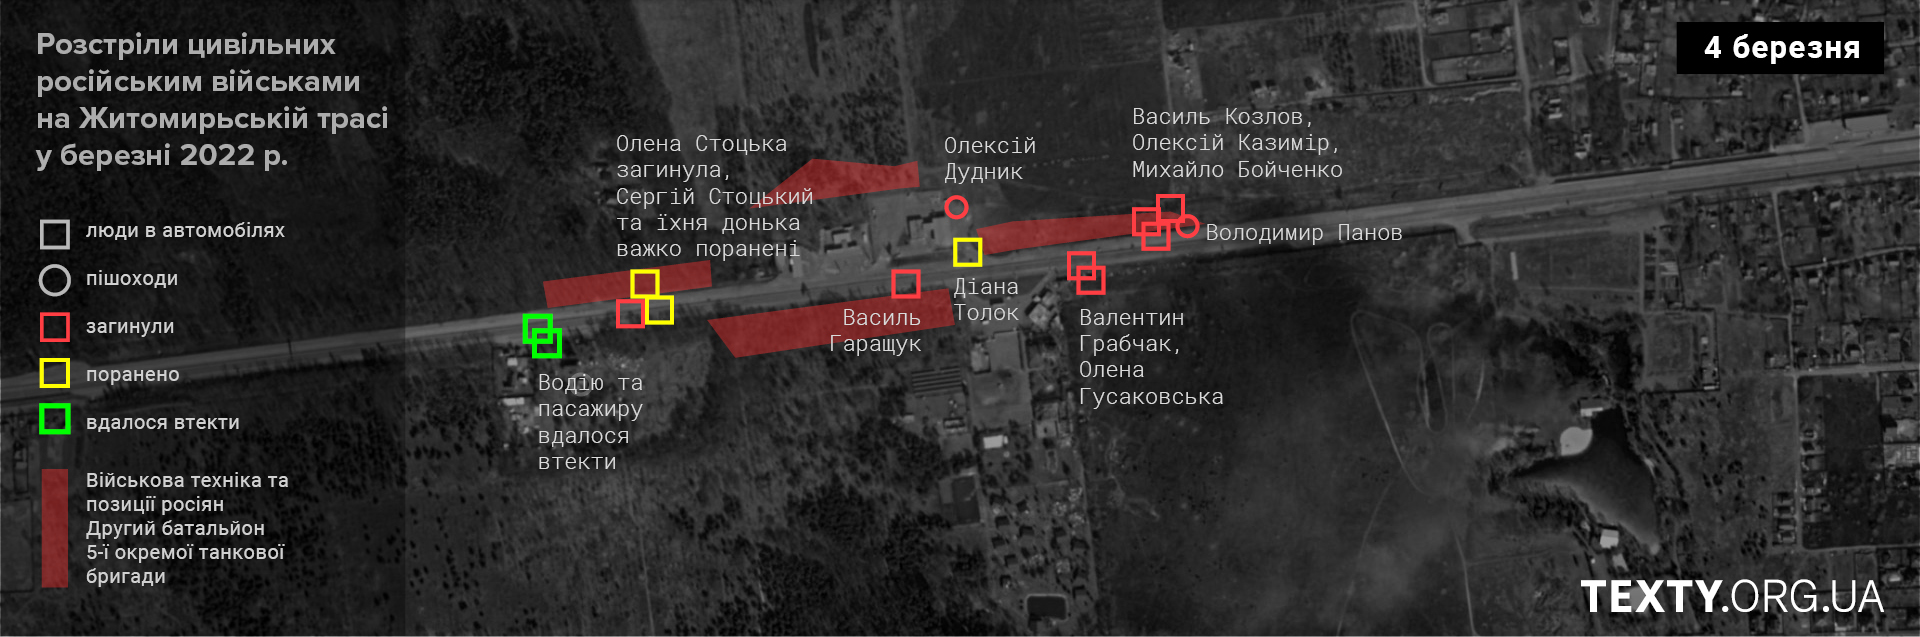 Розстріли цивільних
російським військами
на Житомирьській трасі
у березні 2022 р.
люди в автомобілях
пішоходи
загинули
поранено
вдалося втекти
Військова техніка та
позиції росіян
Другий батальйон
5-ї окремої танкової
бригади
4 березня
Олена Стоцька
загинула,
Сергій Стоцький
та їхня донька
важко поранені
Олексій
Дудник
Василь Козлов,
Олексій Казимір,
Михайло Бойченко
Володимир Панов
Діана
Толок
Василь
Гаращук
Валентин
Грабчак,
Олена
Гусаковська
Водію та
пасажиру
вдалося
втекти
TEXTY.ORG.UA